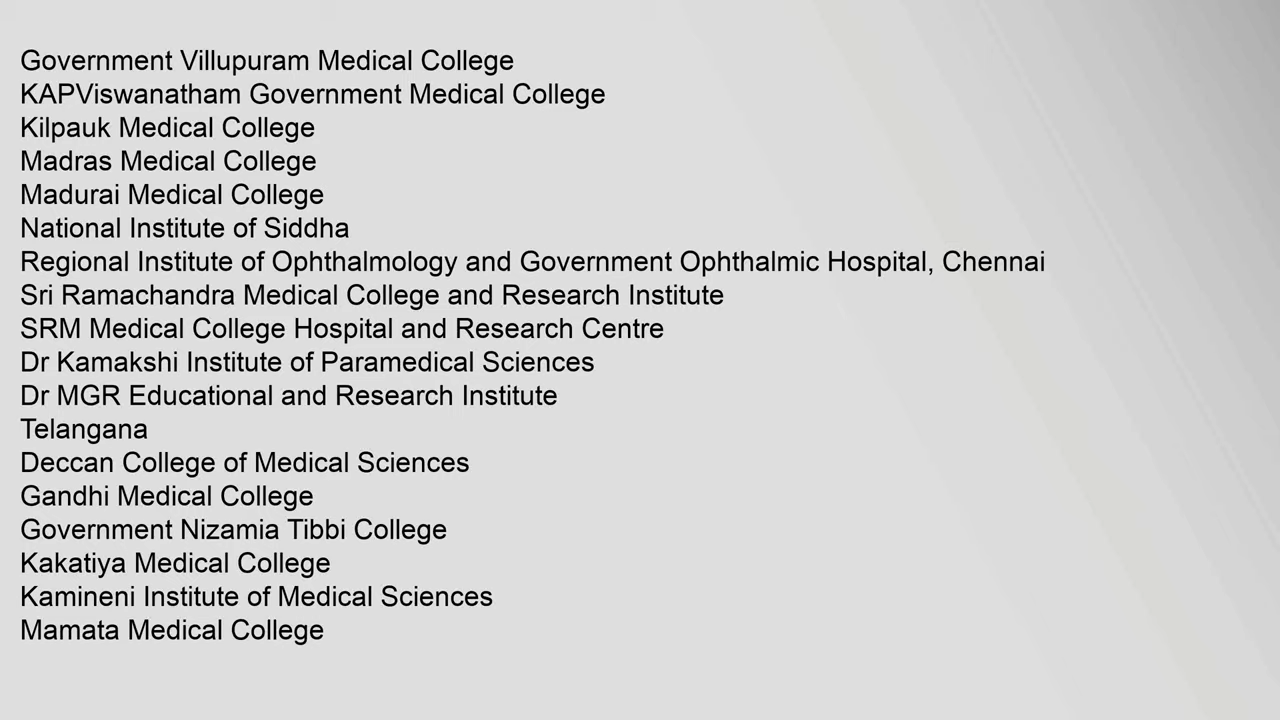 Government Villupuram Medical College
KAPViswanatham Government Medical College
Kilpauk Medical College
Madras Medical College
Madurai Medical College
National Institute of Siddha
Regional Institute of Ophthalmology and Government Ophthalmic Hospital, Chennai
Sri Ramachandra Medical College and Research Institute
SRM Medical College Hospital and Research Centre
Dr Kamakshi Institute of Paramedical Sciences
Dr MGR Educational and Research Institute
Telangana
Deccan College of Medical Sciences
Gandhi Medical College
Government Nizamia Tibbi College
Kakatiya Medical College
Kamineni Institute of Medical Sciences
Mamata Medical College